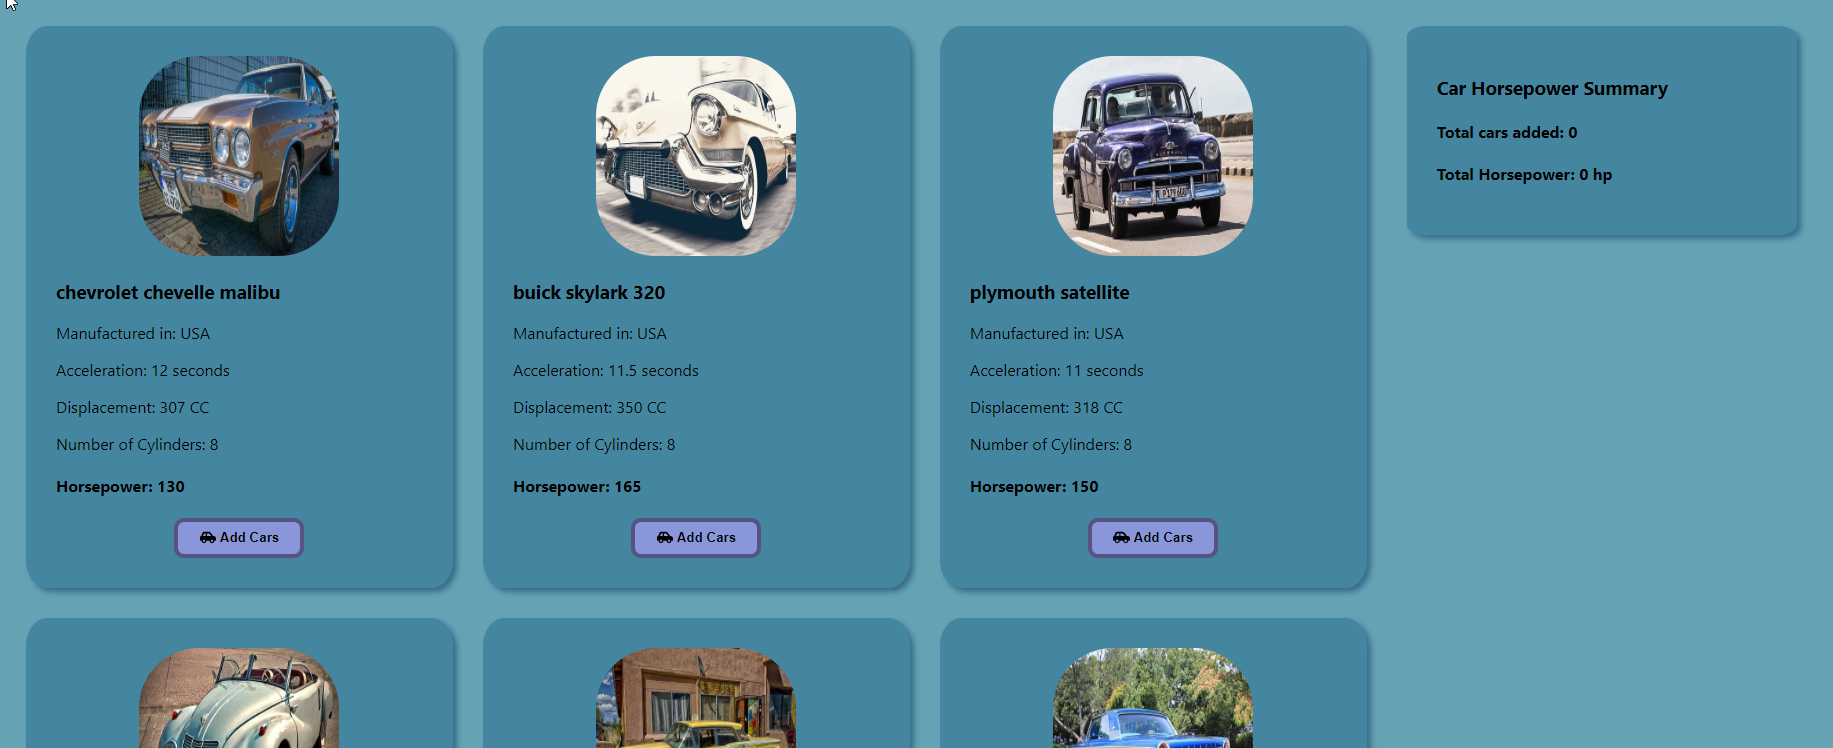 chevrolet chevelle malibu
Manufactured in: USA
Acceleration: 12 seconds
Displacement: 307 CC
Number of Cylinders: 8
Horsepower: 130
Add Cars
buick skylark 320
Manufactured in: USA
Acceleration: 11.5 seconds
Displacement: 350 CC
Number of Cylinders: 8
Horsepower: 165
Add Cars
plymouth satellite
Manufactured in: USA
Acceleration: 11 seconds
Displacement: 318 CC
Number of Cylinders: 8
Horsepower: 150
Add Cars
Car Horsepower Summary
Total cars added: 0
Total Horsepower: 0 hp